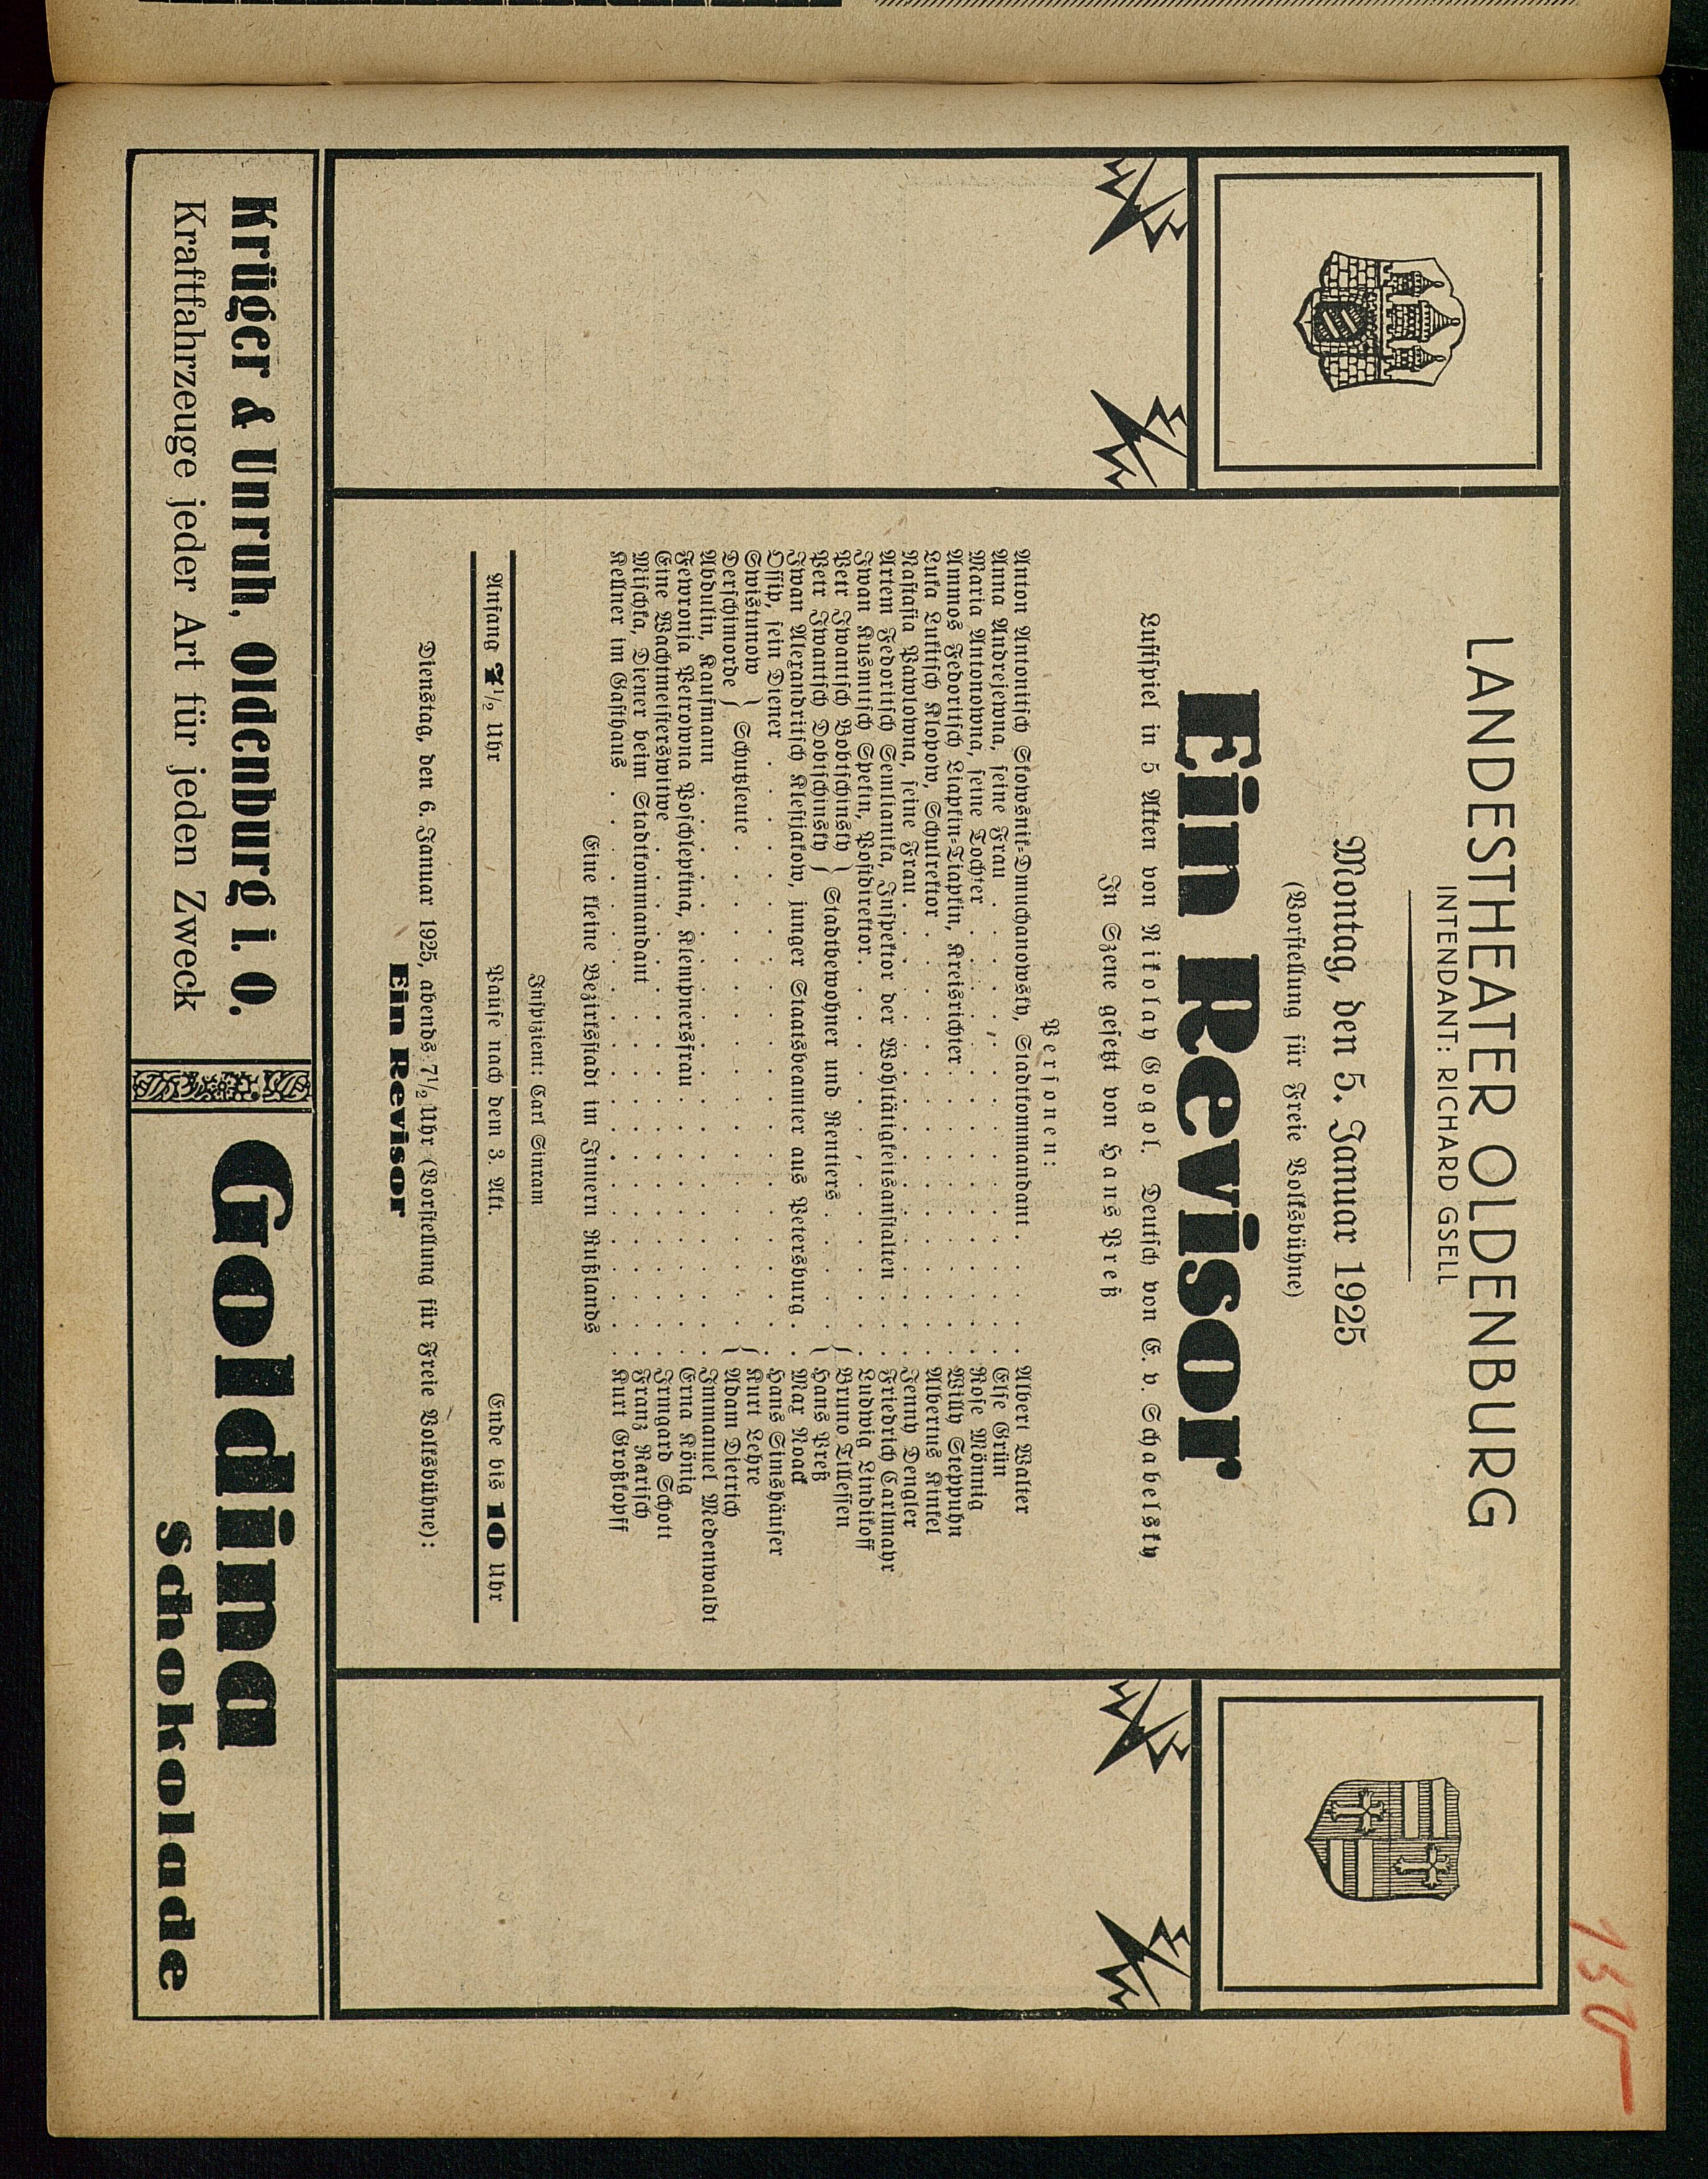 150
LANDESTHEATER OLDENBURG
INTENDANT: RICHARD GSELL
Montag, den 5. Januar 1925
(Vorstellung für Freie Volksbühne)
Ein Revisor
Lustspiel in 5 Akten von Nikolay Gogol. Deutsch von E. v. Schabelsky
In Szene gesetzt von Hans Preß
Personen:
Anton Antonitsch Skowsnik-Dmuchanowsky, Stadtkommandant . . . . Albert Walter
Anna Andrejewna, seine Frau . . . . Else Grün
Maria Antonowna, seine Tochter . . . . Rose Mönnig
Ammos Fedoritsch Liapkin-Tiapkin, Kreisrichter . . . . Willy Steppuhn
Luka Lukitsch Klopow, Schulrektor . . . . Albertus Kinkel
Nastasia Pawlowna, seine Frau . . . . Jenny Dengler
Artem Fedoritsch Semlianika, Inspektor der Wohltätigkeitsanstalten . . . . Friedrich Carlmayr
Iwan Kusmitsch Spekin, Postdirektor . . . . Ludwig Lindikoff
Petr Iwantsch Bobtschinsky } Stadtbewohner und Rentiers . . . . { Bruno Tillessen
Petr Iwantsch Dobtschinsky } { Hans Preß
Iwan Alexandritsch Klestjakow, junger Staatsbeamter aus Petersburg . . . . Max Noack
Ossip, sein Diener . . . . Hans Simshäuser
Swistunow } Schutzleute . . . . { Kurt Lehre
Derschimorde } { Adam Dietrich
Abdulin, Kaufmann . . . . Immanuel Medenwaldt
Fewronja Petrowna Poschlepkina, Klempnersfrau . . . . Erna König
Eine Wachtmeisterswitwe . . . . Irmgard Schott
Mischka, Diener beim Stadtkommandant . . . . Franz Rarisch
Kellner im Gasthaus . . . . Kurt Großkopff
Eine kleine Bezirksstadt im Innern Rußlands
Inspizient: Carl Sinram
Anfang 7½ Uhr Pause nach dem 3. Akt. Ende bis 10 Uhr
Dienstag, den 6. Januar 1925, abends 7½ Uhr (Vorstellung für Freie Volksbühne):
Ein Revisor
Krüger & Unruh, Oldenburg i. O.
Kraftfahrzeuge jeder Art für jeden Zweck
Goldina
Schokolade